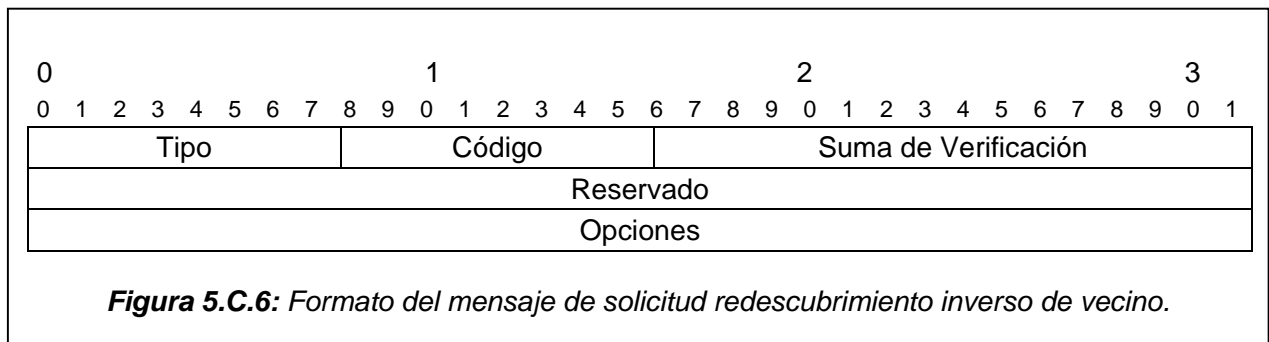 0 1 2 3
0 1 2 3 4 5 6 7 8 9 0 1 2 3 4 5 6 7 8 9 0 1 2 3 4 5 6 7 8 9 0 1
Tipo Código Suma de Verificación
Reservado
Opciones
Figura 5.C.6: Formato del mensaje de solicitud redescubrimiento inverso de vecino.